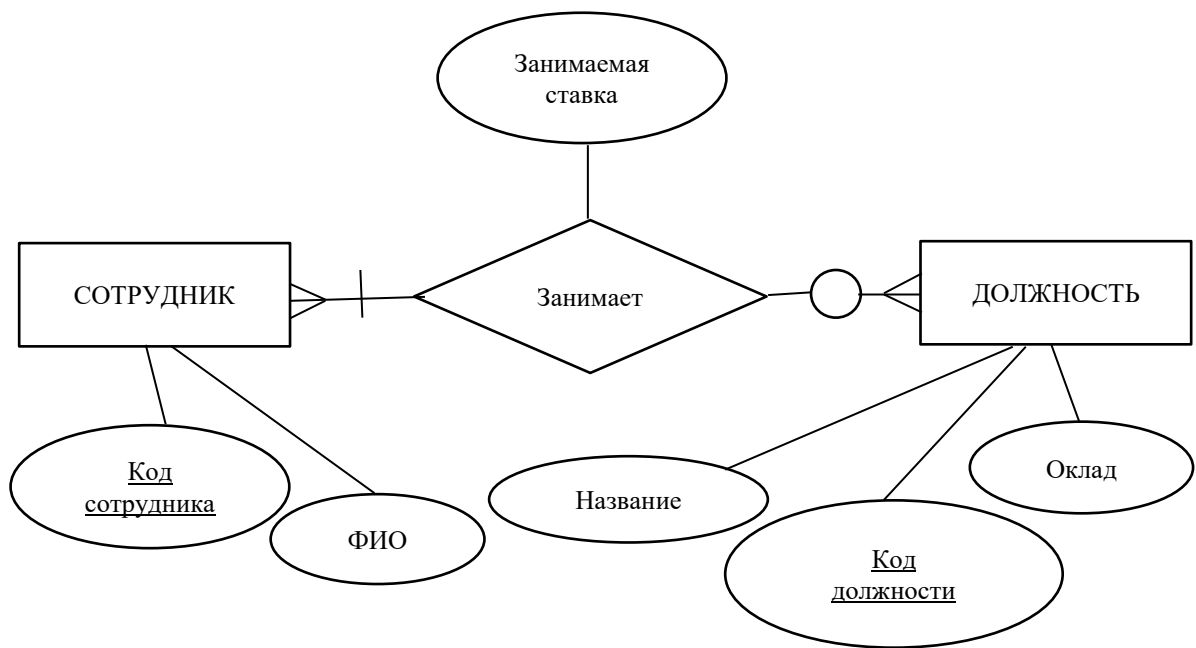 Занимаемая
ставка
СОТРУДНИК
Занимает
ДОЛЖНОСТЬ
Код
сотрудника
ФИО
Название
Код
должности
Оклад